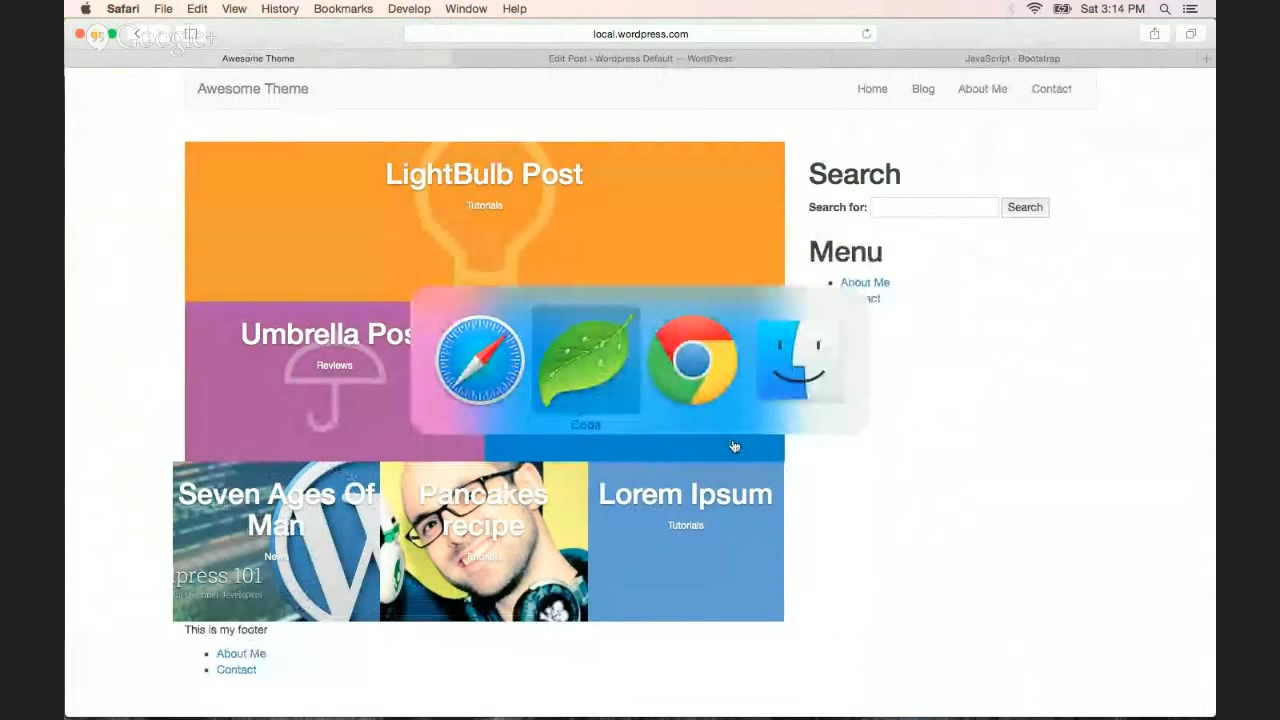 Safari File Edit View History Bookmarks Develop Window Help Sat 3:14 PM
Google+
local.wordpress.com
Awesome Theme Edit Post ‹ Wordpress Default — WordPress JavaScript · Bootstrap
Awesome Theme Home Blog About Me Contact
LightBulb Post
Tutorials
Search
Search for: Search
Menu
About Me
Umbrella Pos
Reviews
Coda
Seven Ages Of
Man
News
press 101
Pancakes
recipe
Tutorials
Lorem Ipsum
Tutorials
This is my footer
About Me
Contact